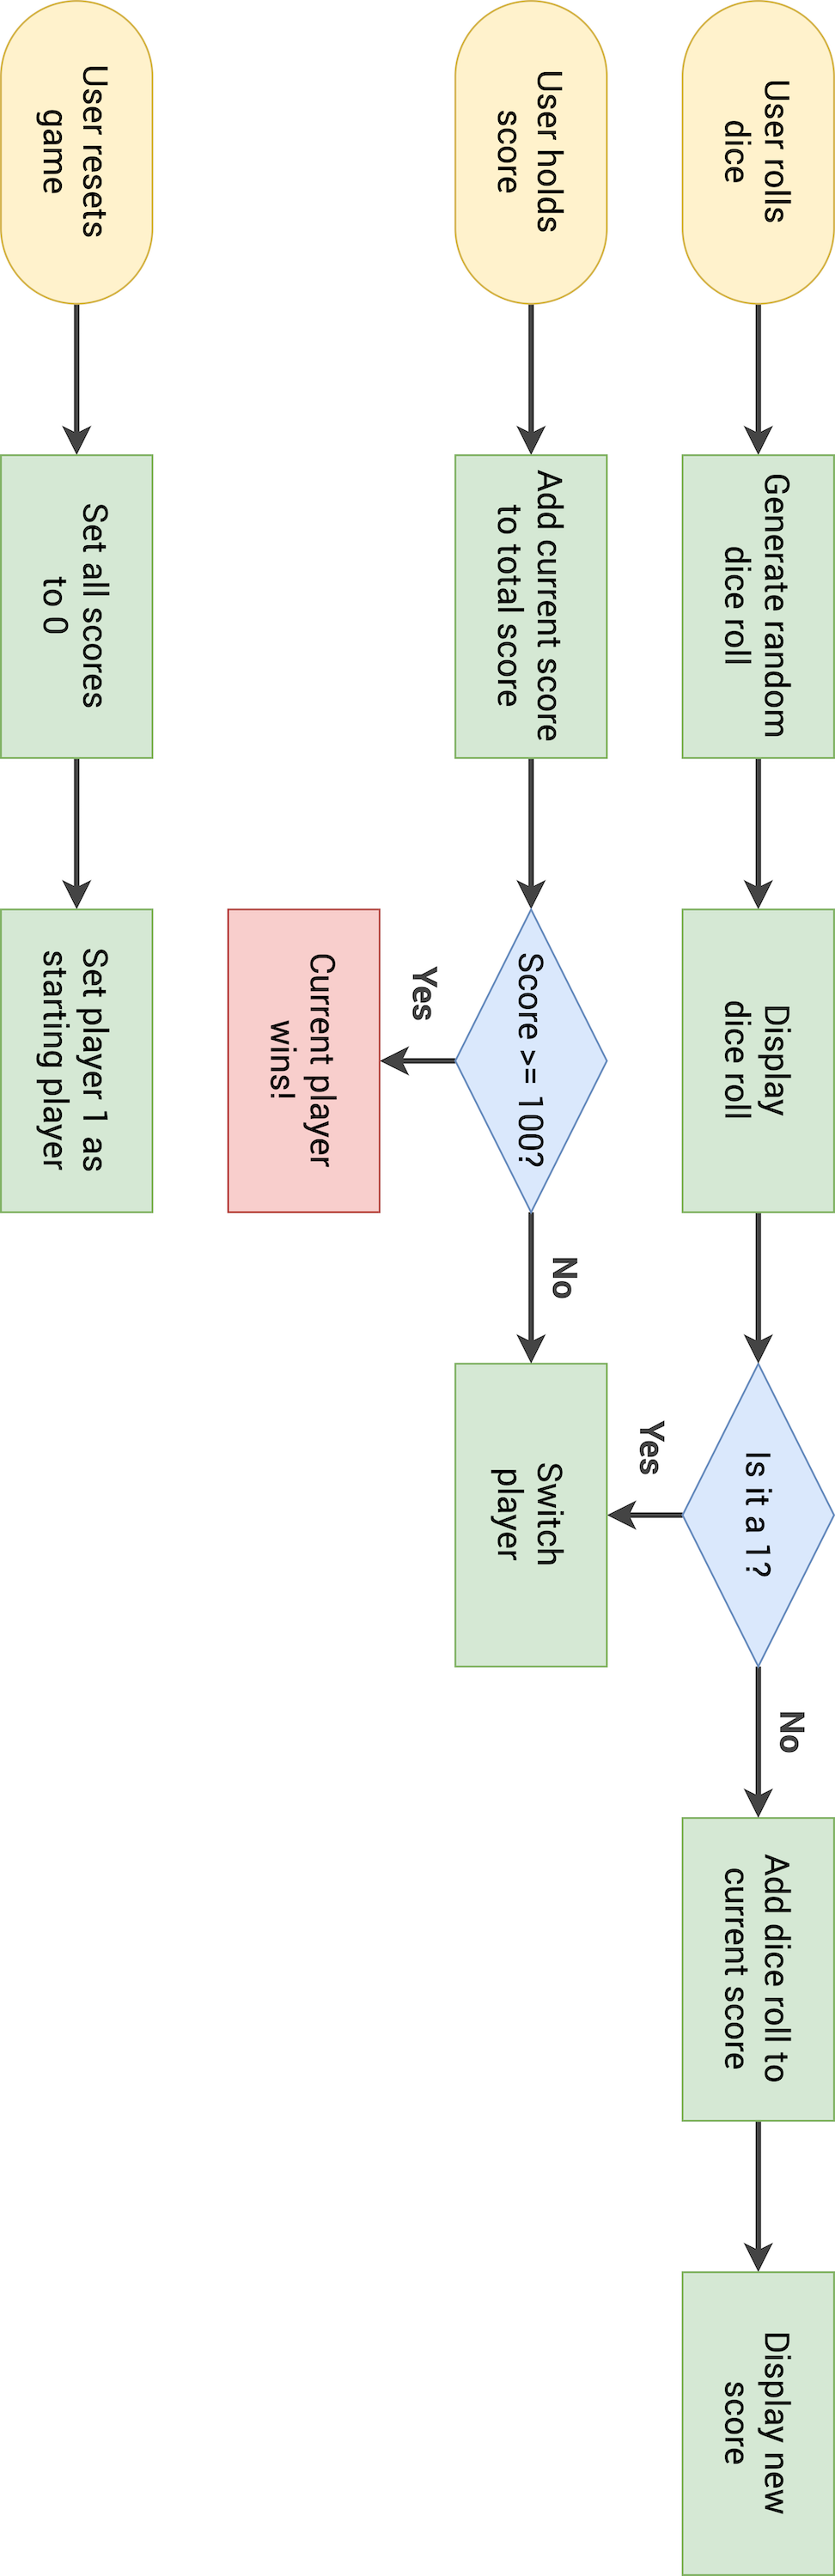 User rolls
dice
Generate random
dice roll
Display
dice roll
Is it a 1?
No
Add dice roll to
current score
Display new
score
Yes
User holds
score
Add current score
to total score
Score >= 100?
No
Switch
player
Yes
Current player
wins!
User resets
game
Set all scores
to 0
Set player 1 as
starting player